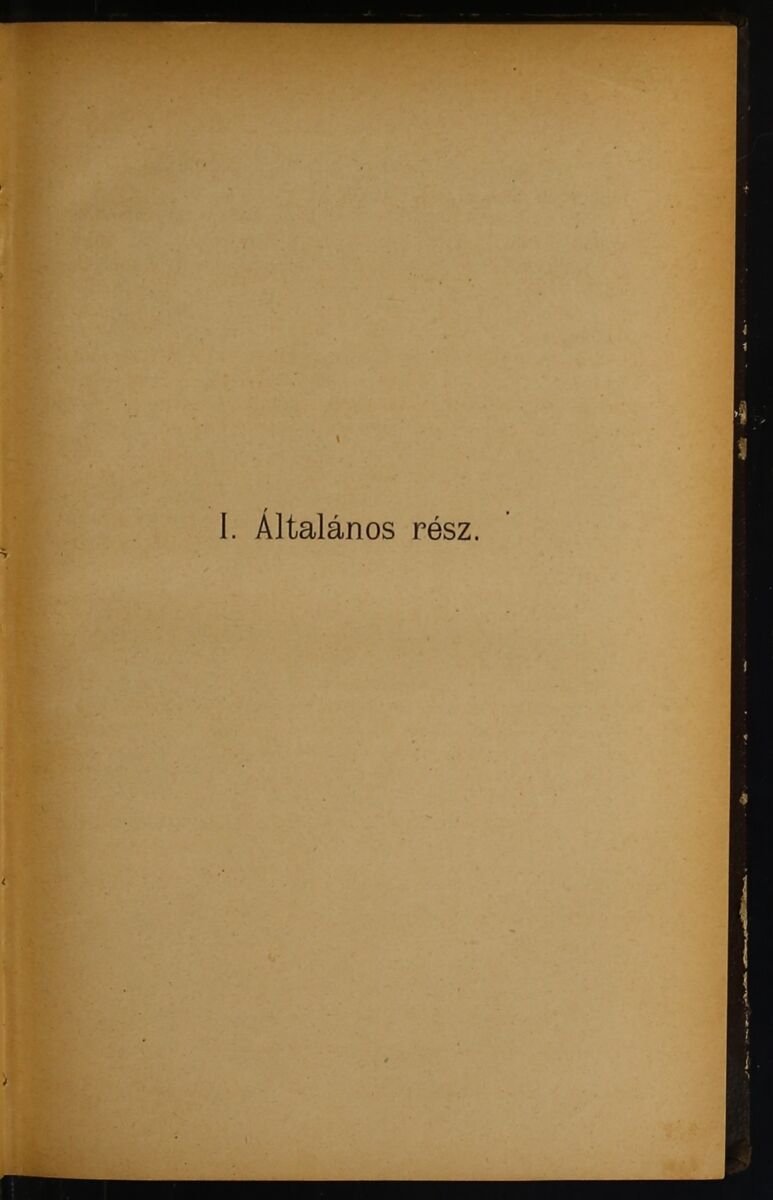 I. Általános rész.